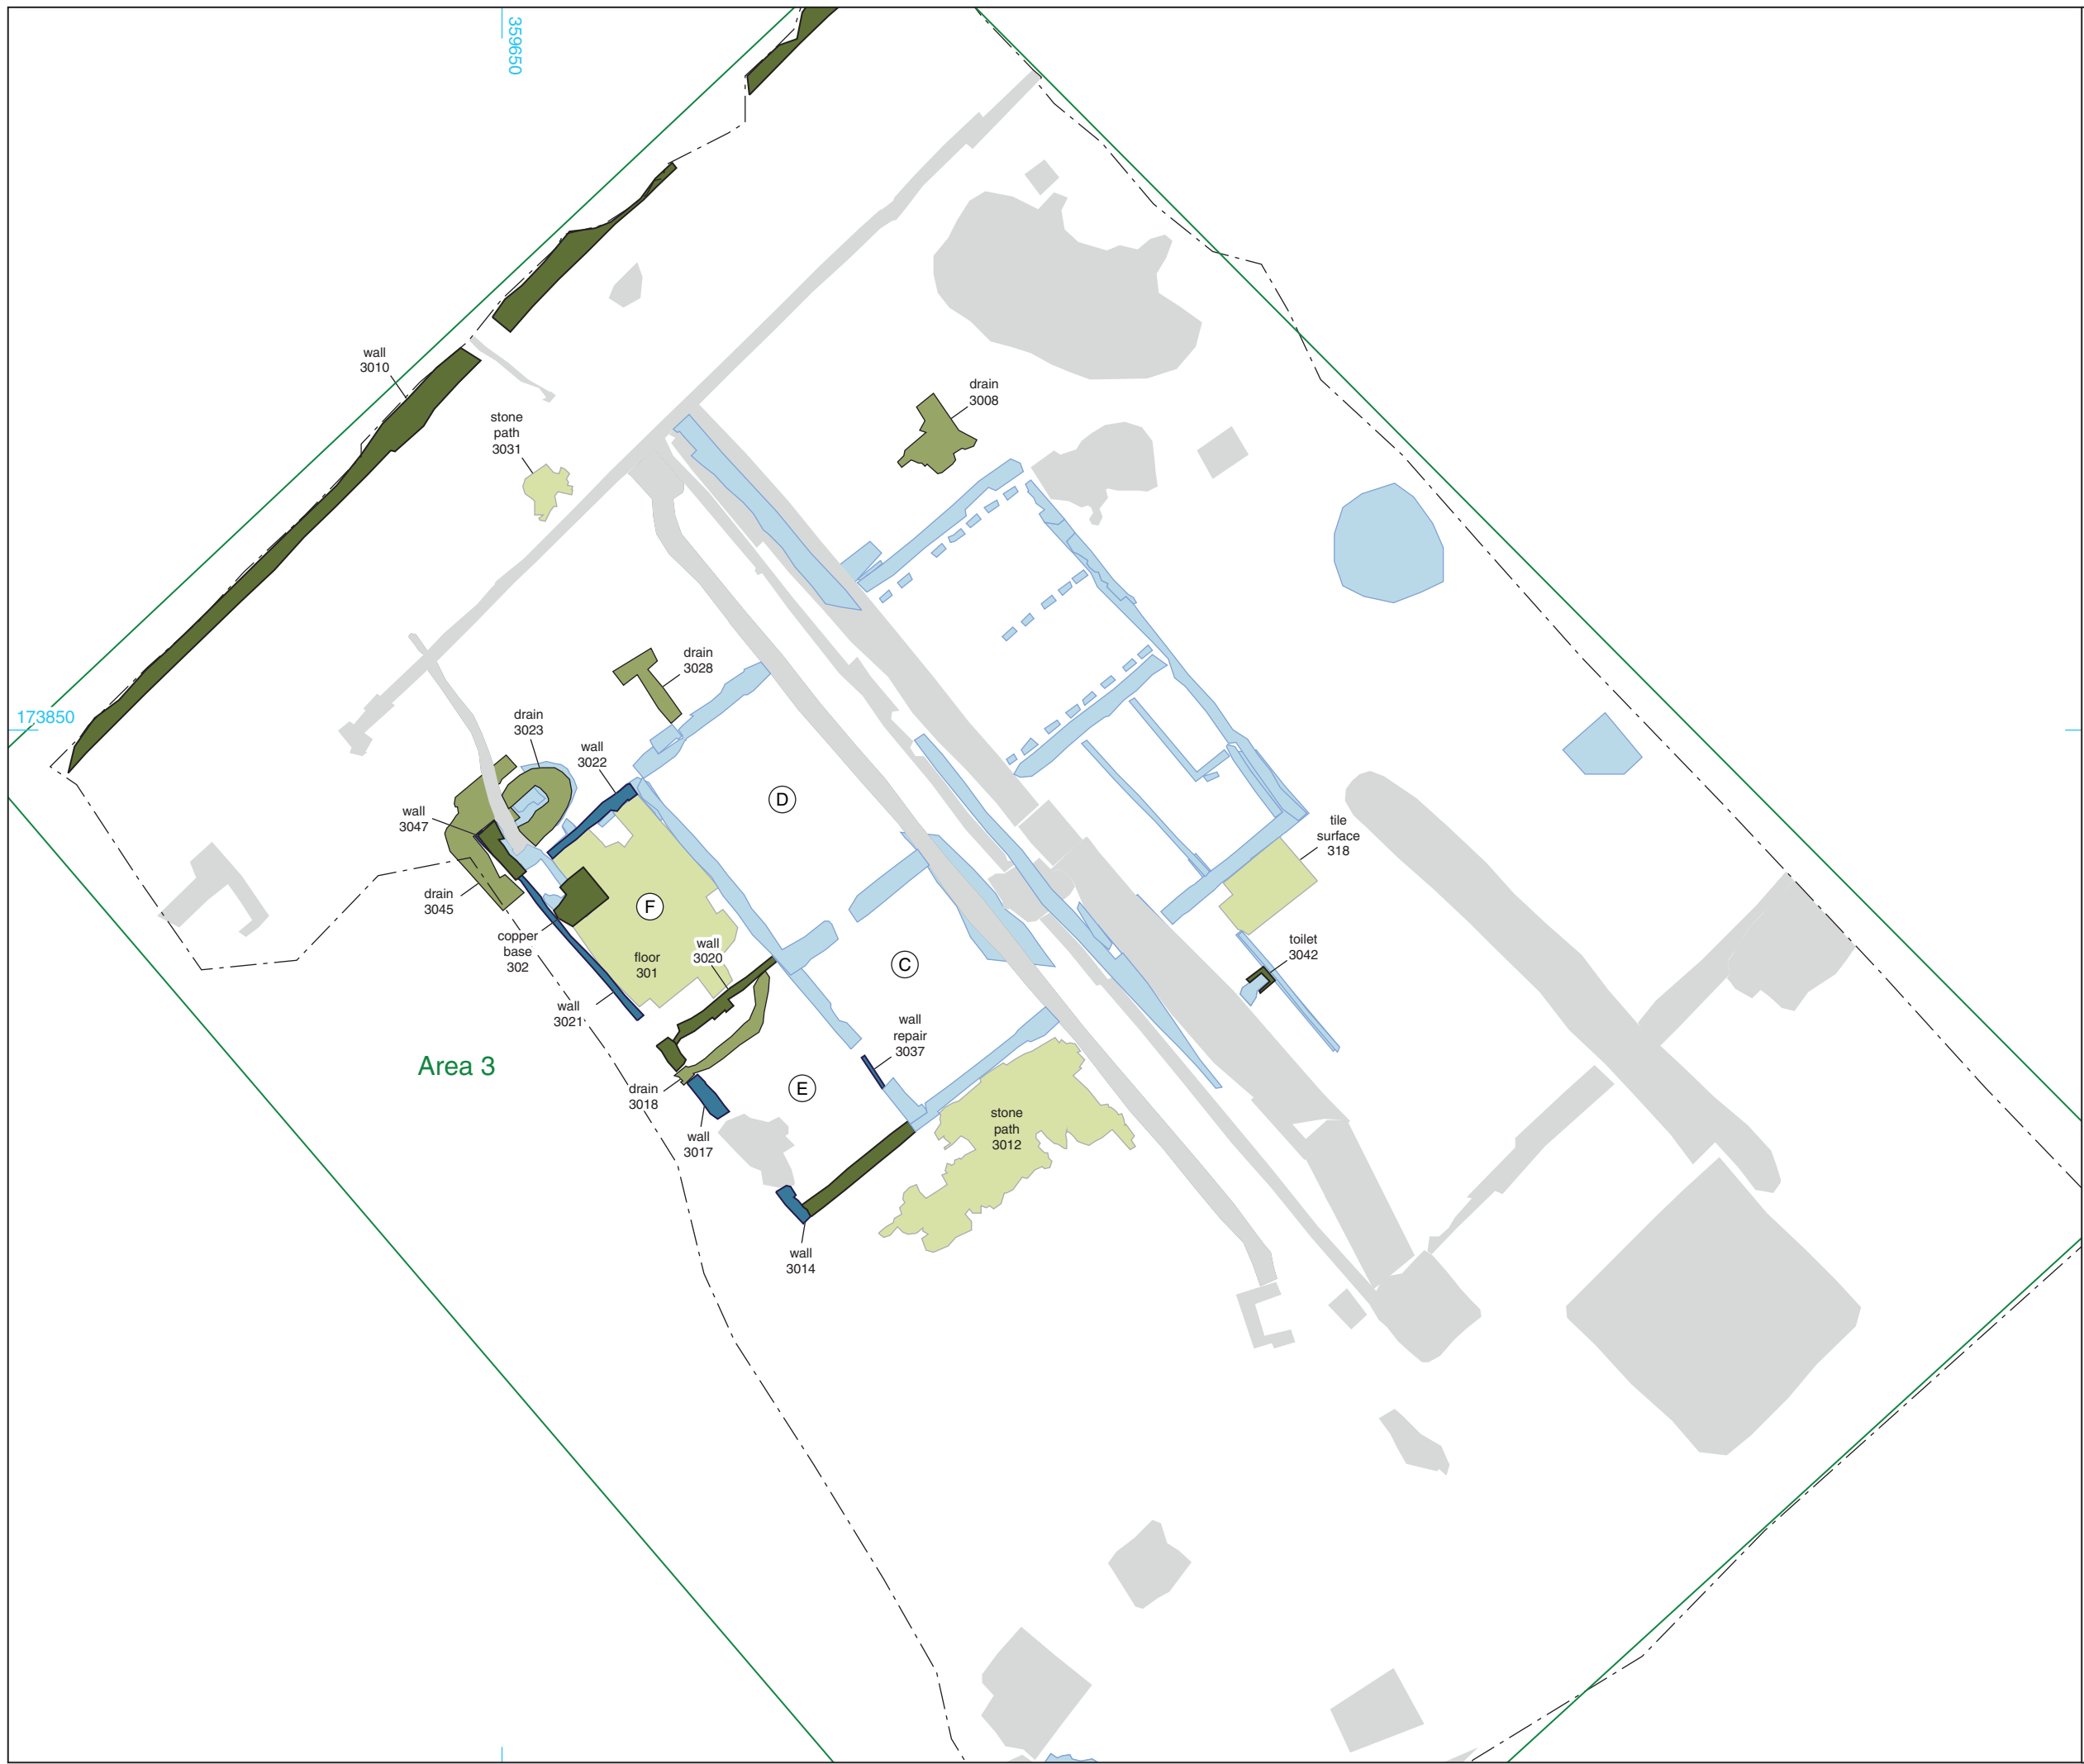 359650
wall
3010
drain
3008
stone
path
3031
drain
3028
173850
drain
3023
wall
3022
D
wall
3047
tile
surface
318
drain
3045
F
copper
base
302
floor
301
wall
3020
C
toilet
3042
wall
3021
wall
repair
3037
Area 3
drain
3018
E
stone
path
3012
wall
3017
wall
3014